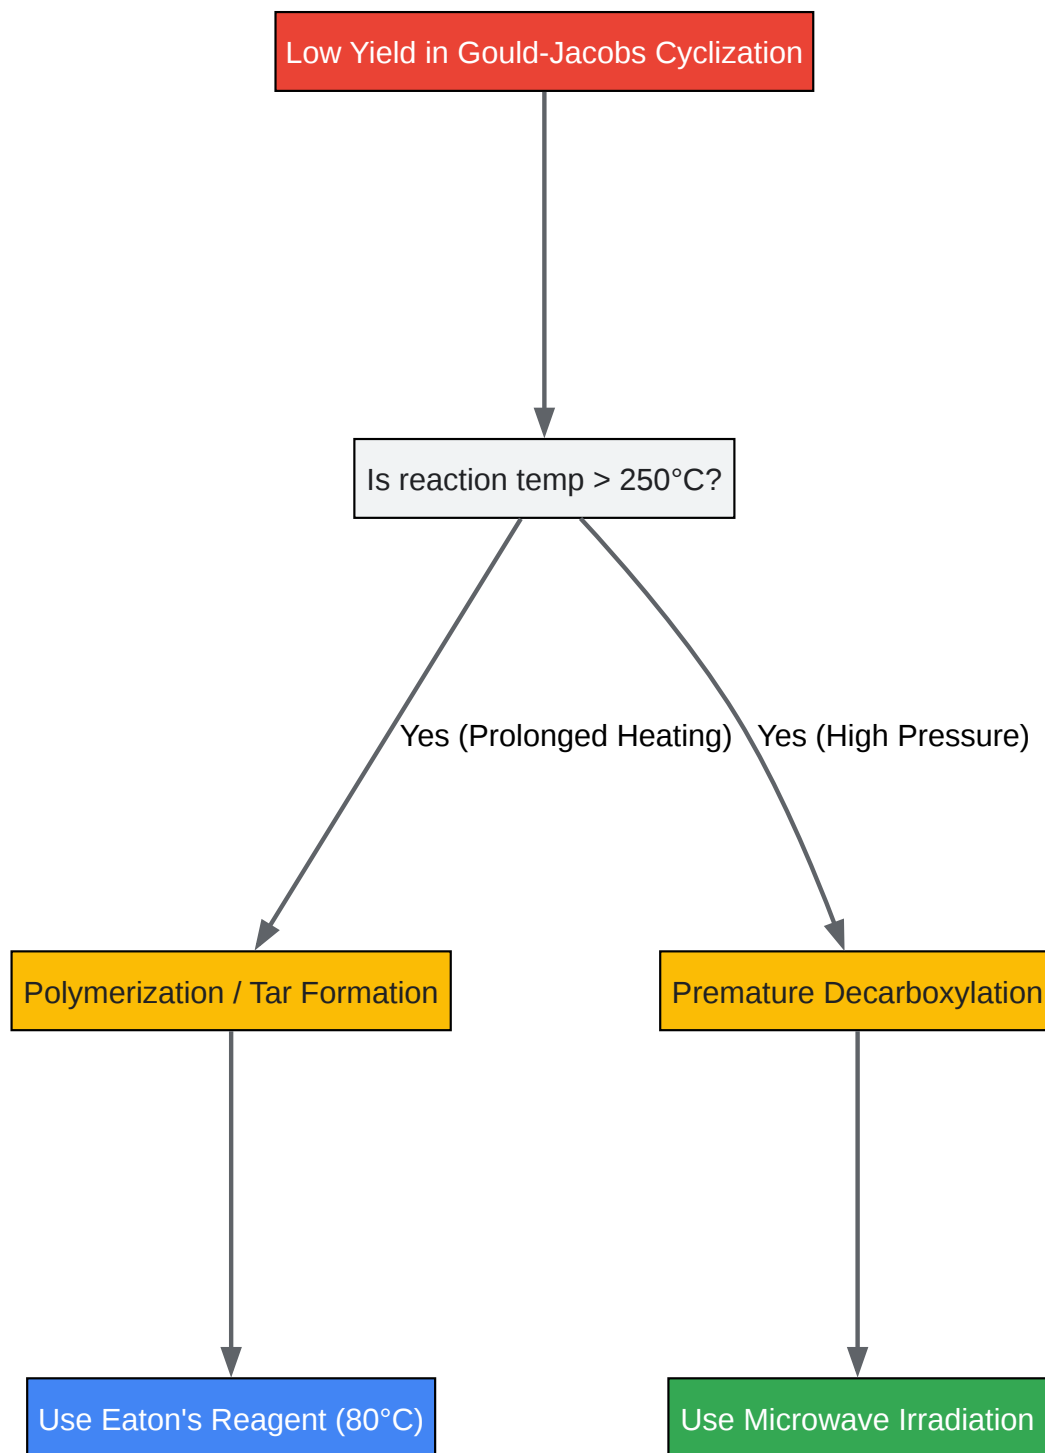 Low Yield in Gould-Jacobs Cyclization
Is reaction temp > 250°C?
Yes (Prolonged Heating)
Yes (High Pressure)
Polymerization / Tar Formation
Premature Decarboxylation
Use Eaton's Reagent (80°C)
Use Microwave Irradiation